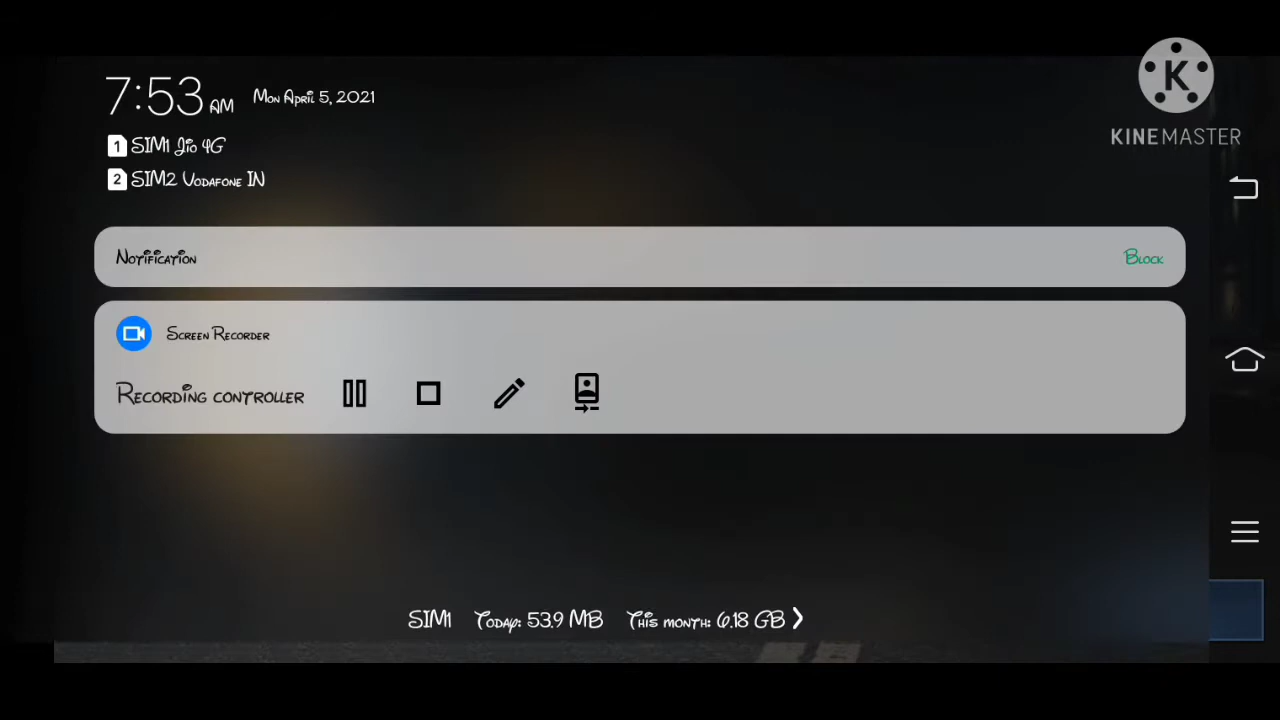 7:53 AM Mon April 5, 2021
K
KINEMASTER
1 SIM1 Jio 4G
2 SIM2 Vodafone IN
Notification Block
Screen Recorder
Recording controller
SIM1 Today: 53.9 MB This month: 6.18 GB